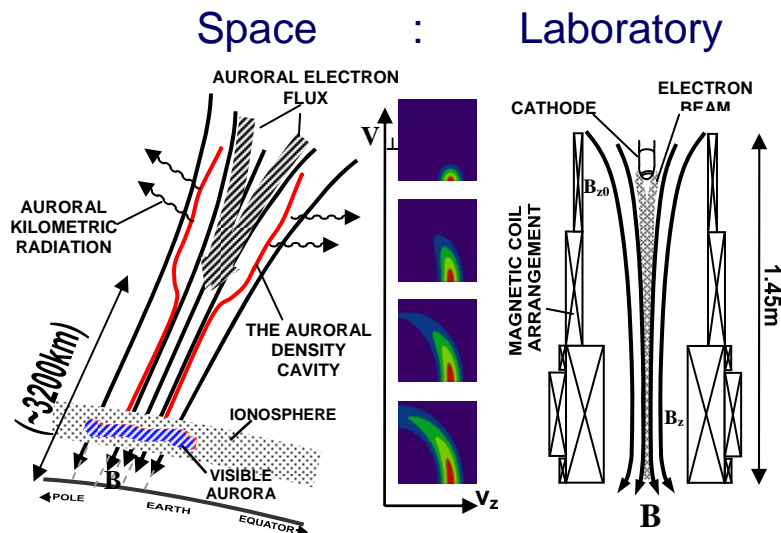 Space : Laboratory
AURORAL ELECTRON
FLUX
AURORAL
KILOMETRIC
RADIATION
THE AURORAL
DENSITY
CAVITY
(~3200km)
IONOSPHERE
VISIBLE
AURORA
B
POLE
EARTH
EQUATOR
V⊥
Vz
CATHODE
ELECTRON
BEAM
Bz0
MAGNETIC COIL
ARRANGEMENT
1.45m
Bz
B